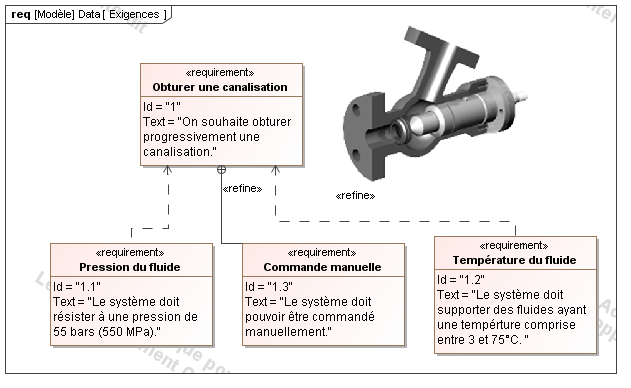 req [Modèle] Data [ Exigences ]
«requirement»
Obturer une canalisation
Id = "1"
Text = "On souhaite obturer
progressivement une
canalisation."
«refine»
«refine»
«requirement»
Pression du fluide
Id = "1.1"
Text = "Le système doit
résister à une pression de
55 bars (550 MPa)."
«requirement»
Commande manuelle
Id = "1.3"
Text = "Le système doit
pouvoir être commandé
manuellement."
«requirement»
Température du fluide
Id = "1.2"
Text = "Le système doit
supporter des fluides ayant
une tempérture comprise
entre 3 et 75°C. "